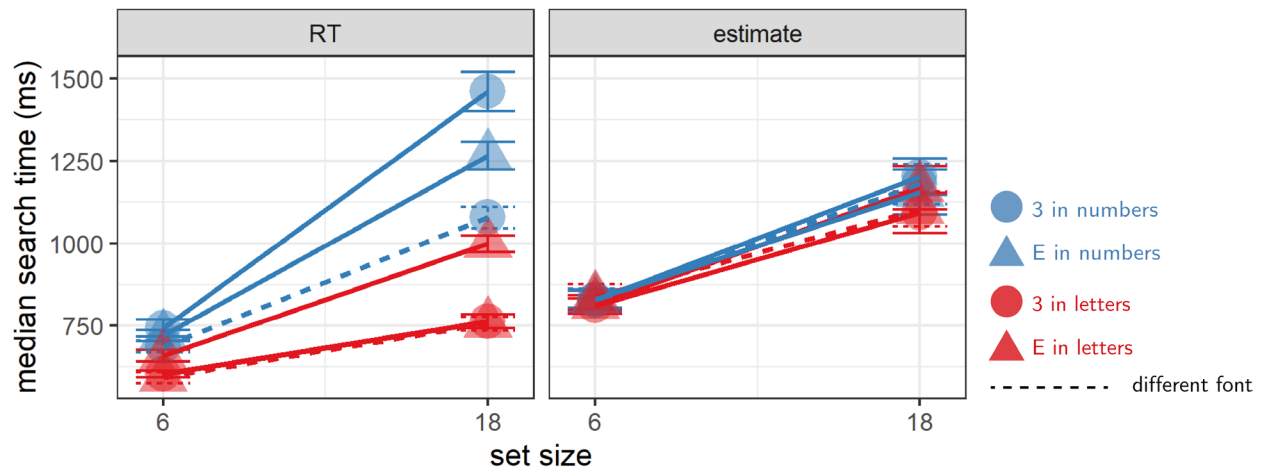 RT
estimate
median search time (ms)
1500
1250
1000
750
6
18
6
18
set size
3 in numbers
E in numbers
3 in letters
E in letters
different font